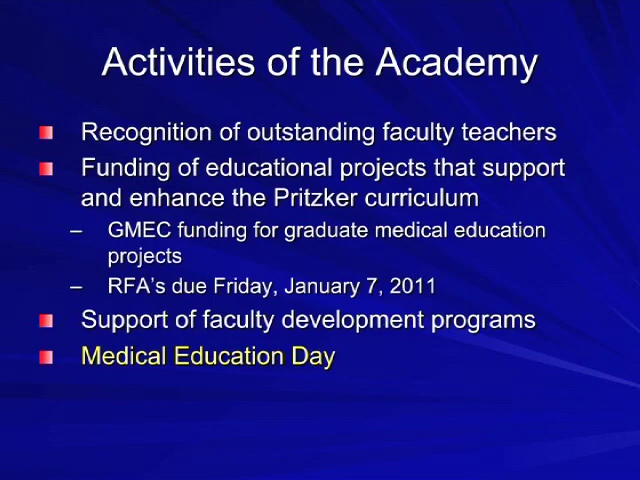 Activities of the Academy
Recognition of outstanding faculty teachers
Funding of educational projects that support
and enhance the Pritzker curriculum
– GMEC funding for graduate medical education
projects
– RFA's due Friday, January 7, 2011
Support of faculty development programs
Medical Education Day